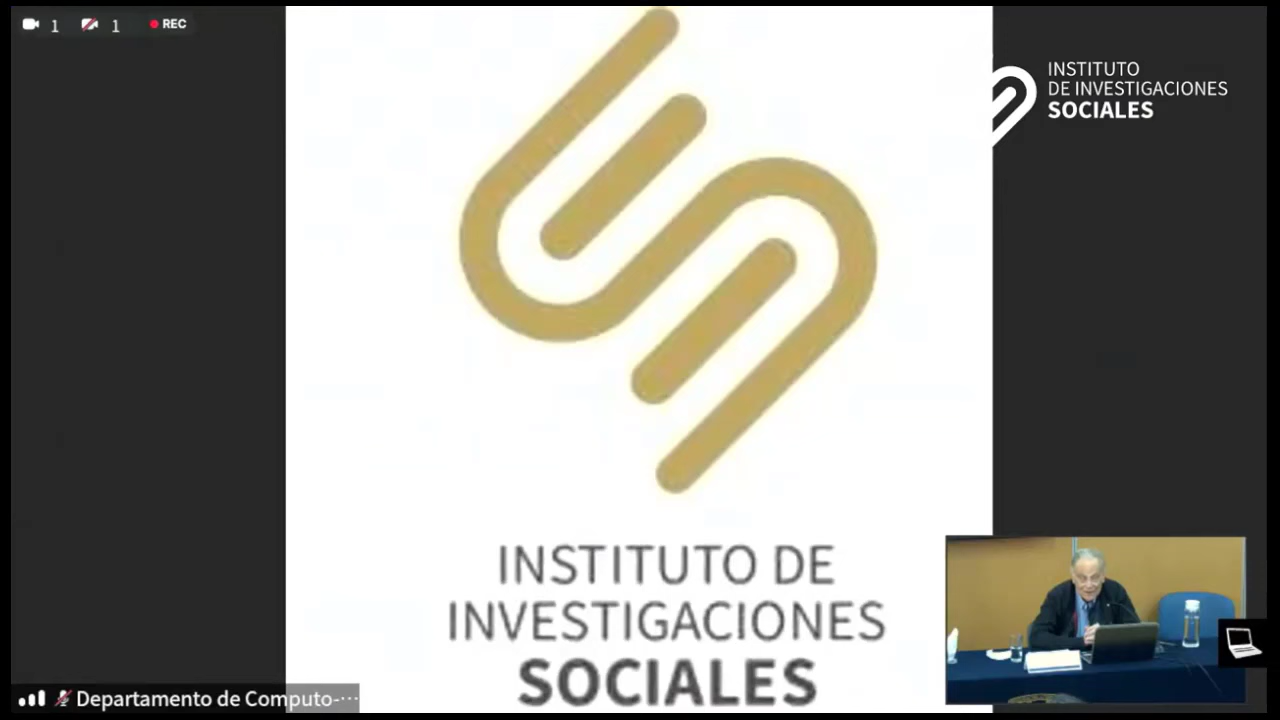 1 1 REC
INSTITUTO
DE INVESTIGACIONES
SOCIALES
INSTITUTO DE
INVESTIGACIONES
SOCIALES
Departamento de Computo-···